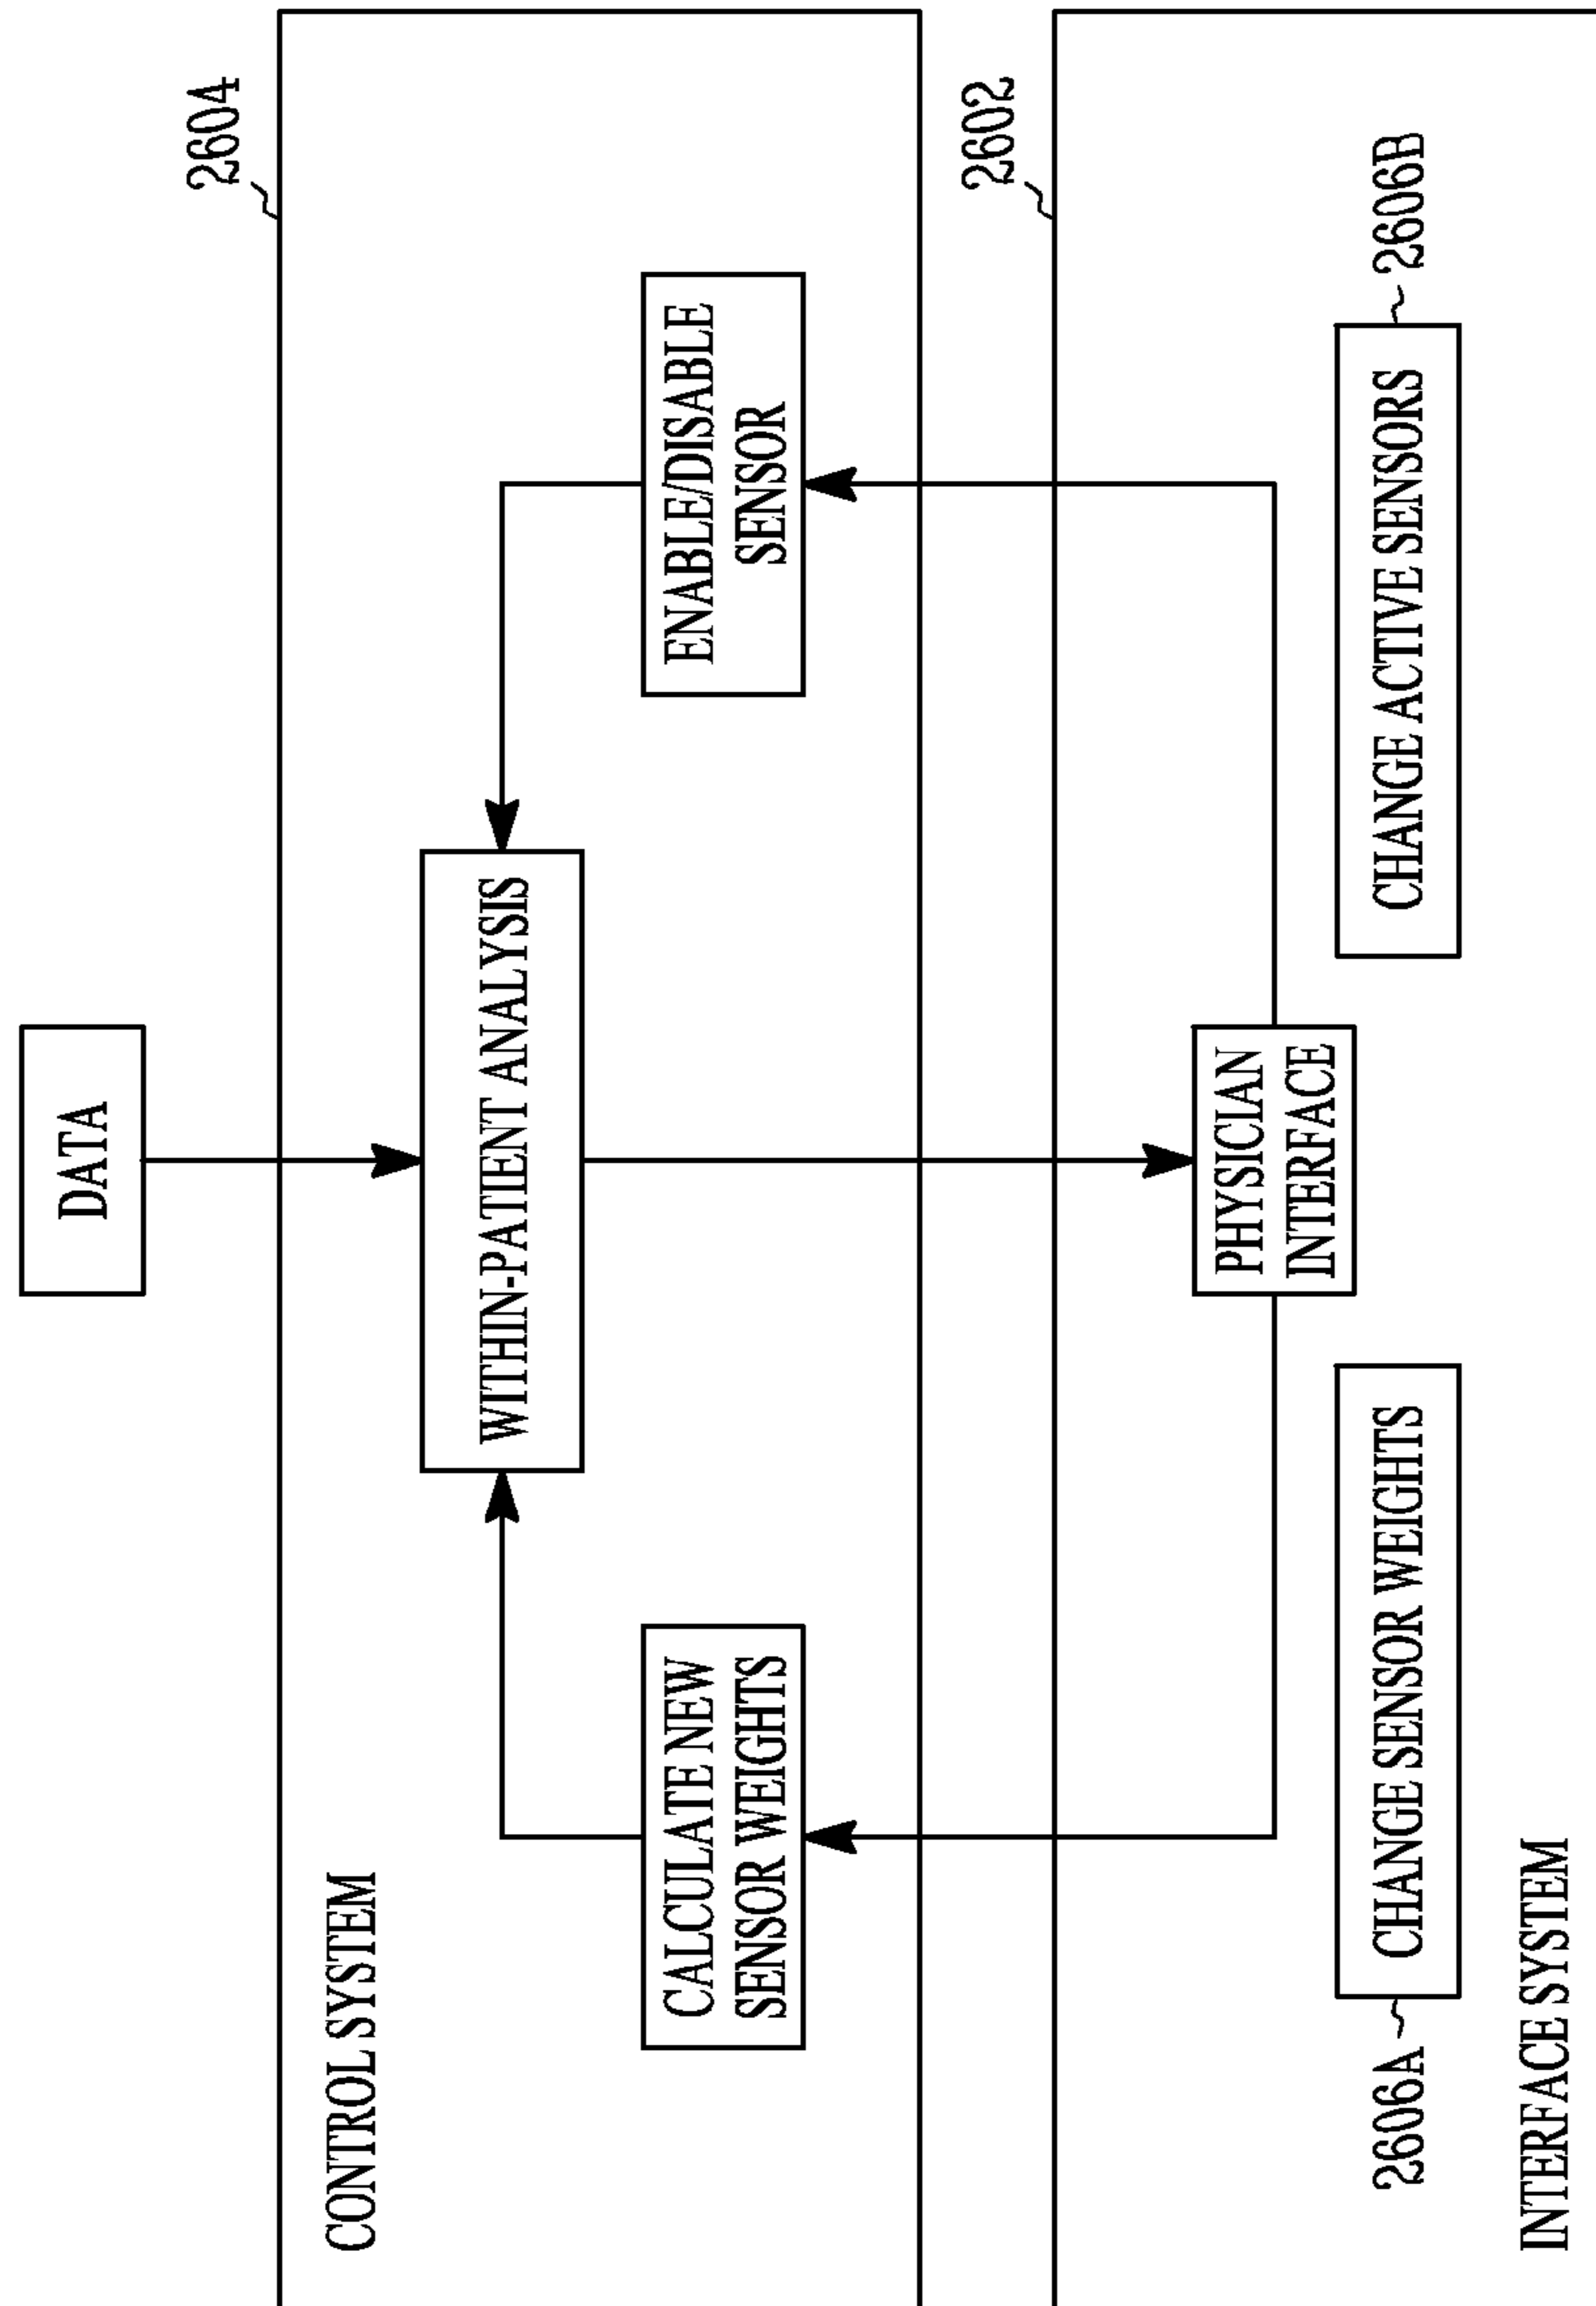 DATA
2604
CONTROL SYSTEM
WITHIN-PATIENT ANALYSIS
CALCULATE NEW
SENSOR WEIGHTS
ENABLE/DISABLE
SENSOR
2602
PHYSICIAN
INTERFACE
2606A
CHANGE SENSOR WEIGHTS
CHANGE ACTIVE SENSORS
2606B
INTERFACE SYSTEM